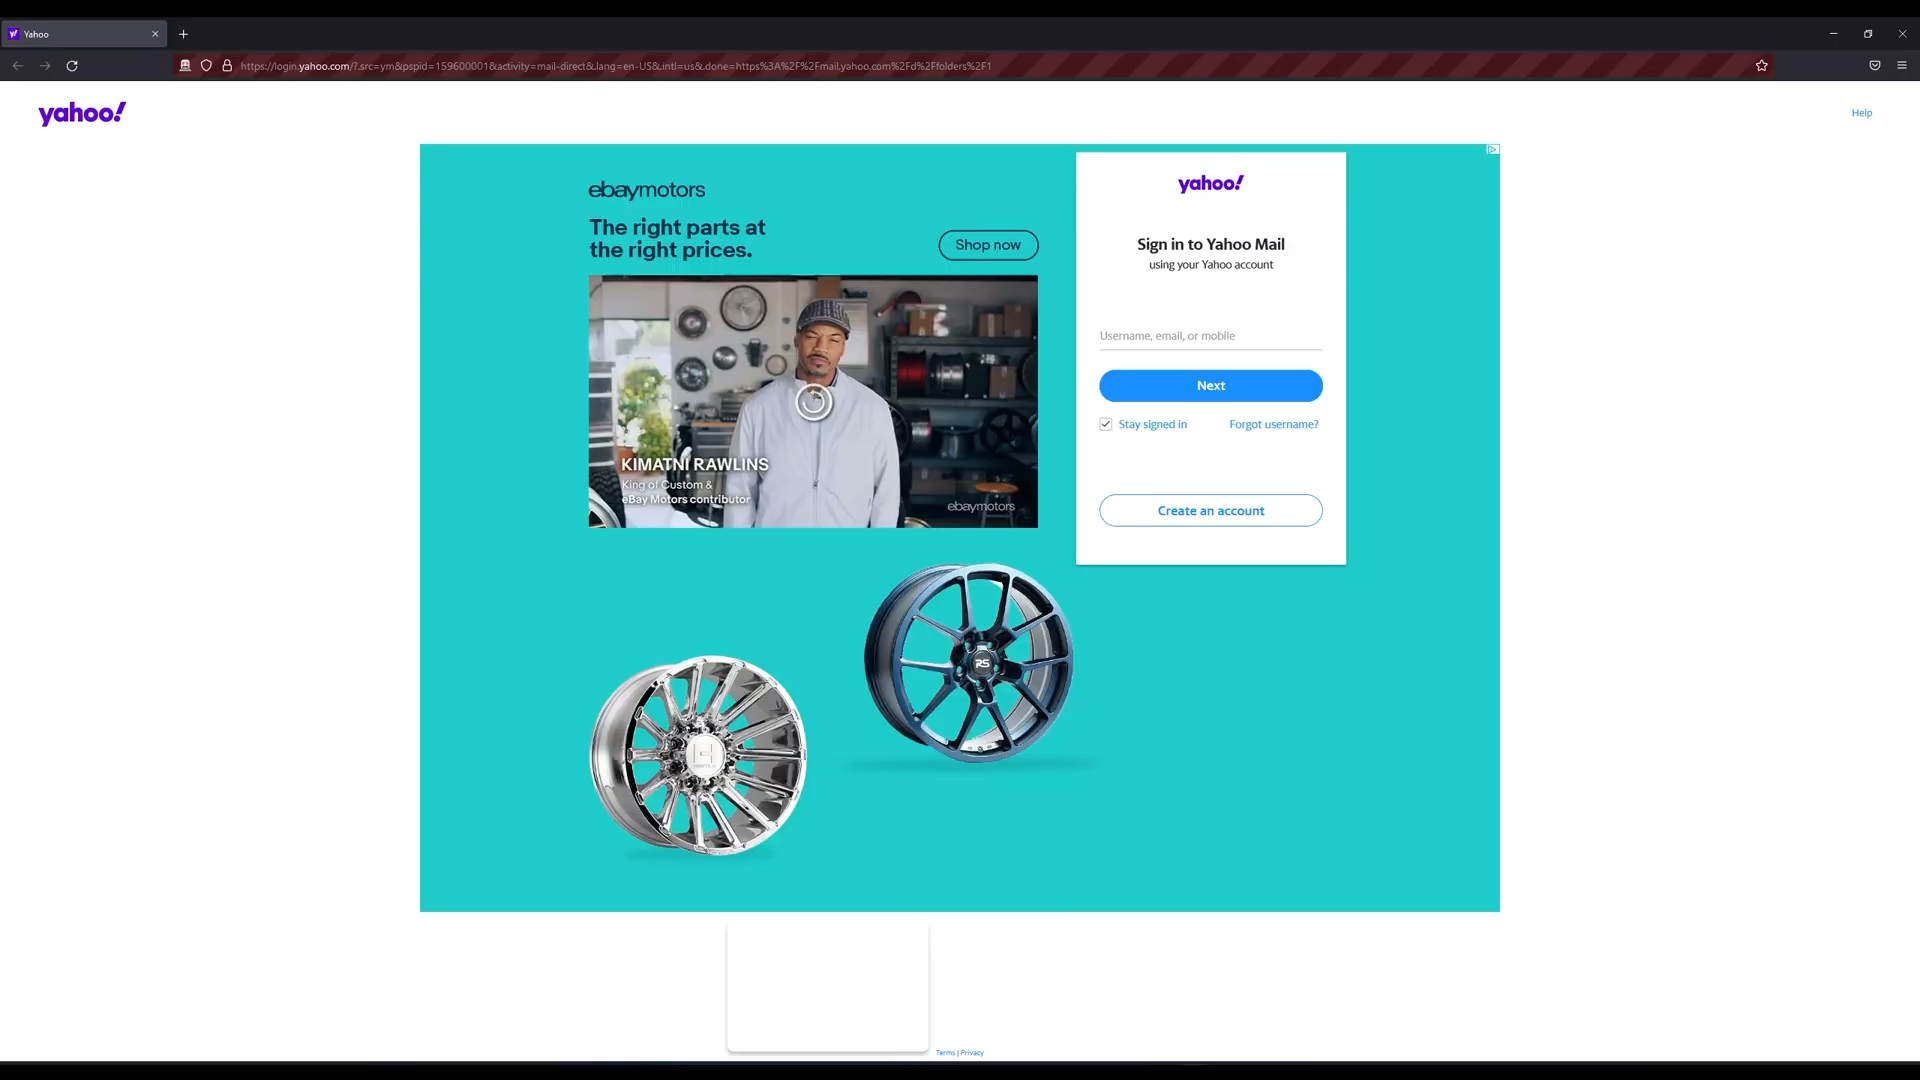 Yahoo
https://login.yahoo.com/?.src=ym&pspid=159600001&activity=mail-direct&.lang=en-US&.intl=us&.done=https%3A%2F%2Fmail.yahoo.com%2Fd%2Ffolders%2F1
yahoo!
Help
ebaymotors
The right parts at
the right prices.
Shop now
KIMATNI RAWLINS
King of Custom &
eBay Motors contributor
ebaymotors
yahoo!
Sign in to Yahoo Mail
using your Yahoo account
Username, email, or mobile
Next
Stay signed in
Forgot username?
Create an account
RS
H
Terms | Privacy